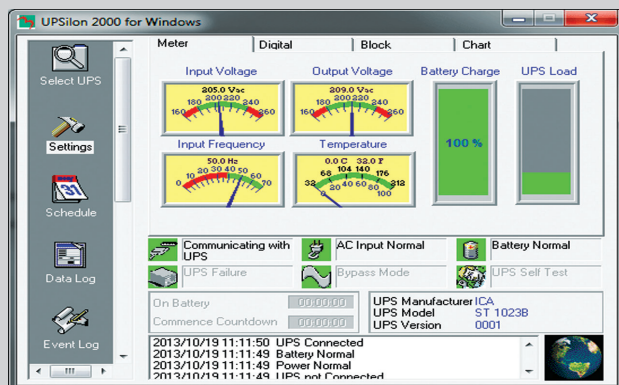 UPSilon 2000 for Windows
Meter Digital Block Chart
Select UPS
Settings
Schedule
Data Log
Event Log
Input Voltage Output Voltage Battery Charge UPS Load
205.0 Vac 209.0 Vac
160 180 200 220 240 260 160 180 200 220 240 260
100 %
Input Frequency Temperature
50.0 Hz 0.0 C 32.0 F
0 10 20 30 40 50 60 70
32 68 104 140 176 212
0 20 40 60 80 100
Communicating with UPS
AC Input Normal
Battery Normal
UPS Failure
Bypass Mode
UPS Self Test
On Battery 00:00:00
Commence Countdown 00:00:00
UPS Manufacturer ICA
UPS Model ST 1023B
UPS Version 0001
2013/10/19 11:11:50 UPS Connected
2013/10/19 11:11:49 Battery Normal
2013/10/19 11:11:49 Power Normal
2013/10/19 11:11:49 UPS not Connected